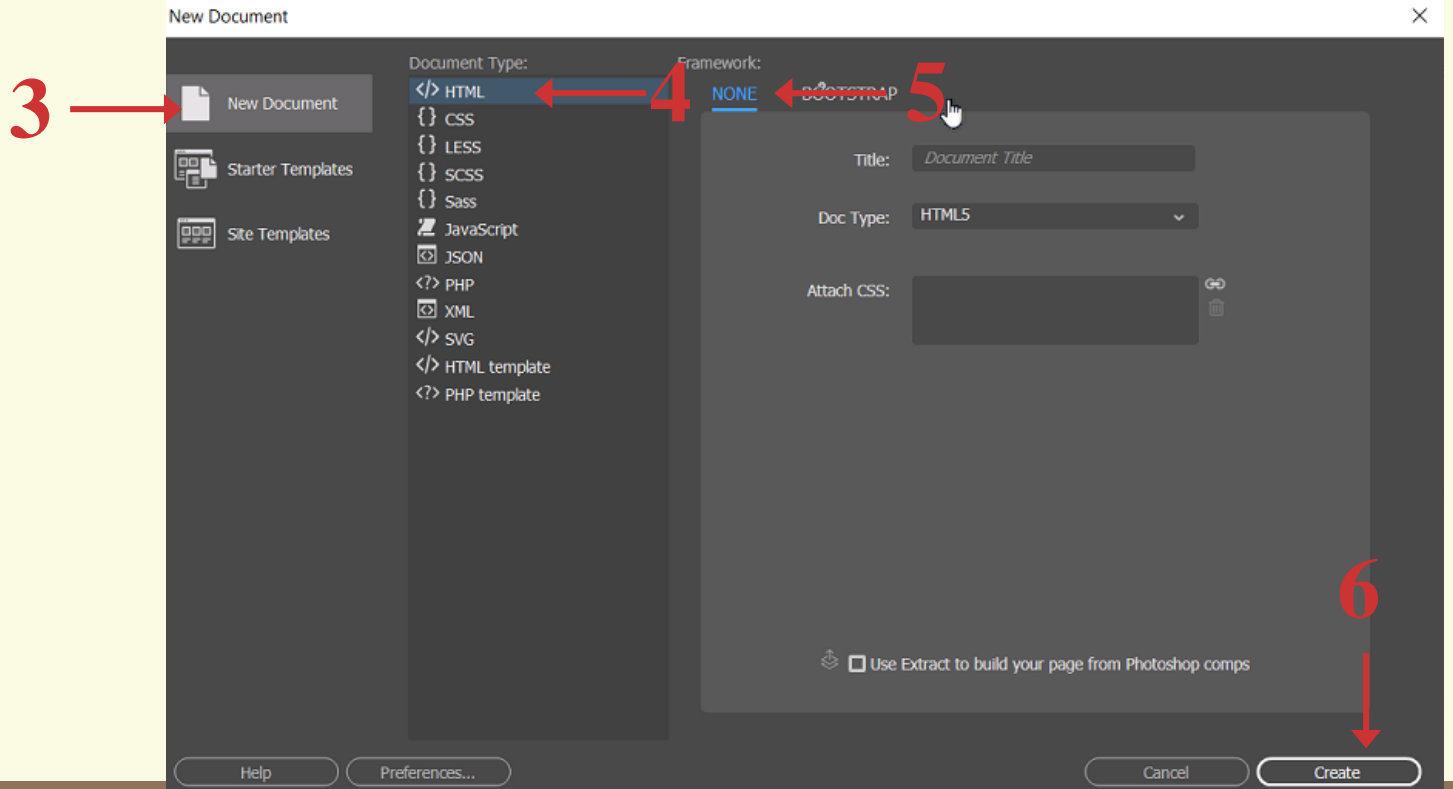 New Document
Document Type:
Framework:
3
New Document
Starter Templates
Site Templates
</> HTML
{} CSS
{} LESS
{} SCSS
{} Sass
JavaScript
JSON
<?> PHP
XML
</> SVG
</> HTML template
<?> PHP template
4
NONE
BOOTSTRAP
5
Title:
Document Title
Doc Type:
HTML5
Attach CSS:
6
Use Extract to build your page from Photoshop comps
Help
Preferences...
Cancel
Create